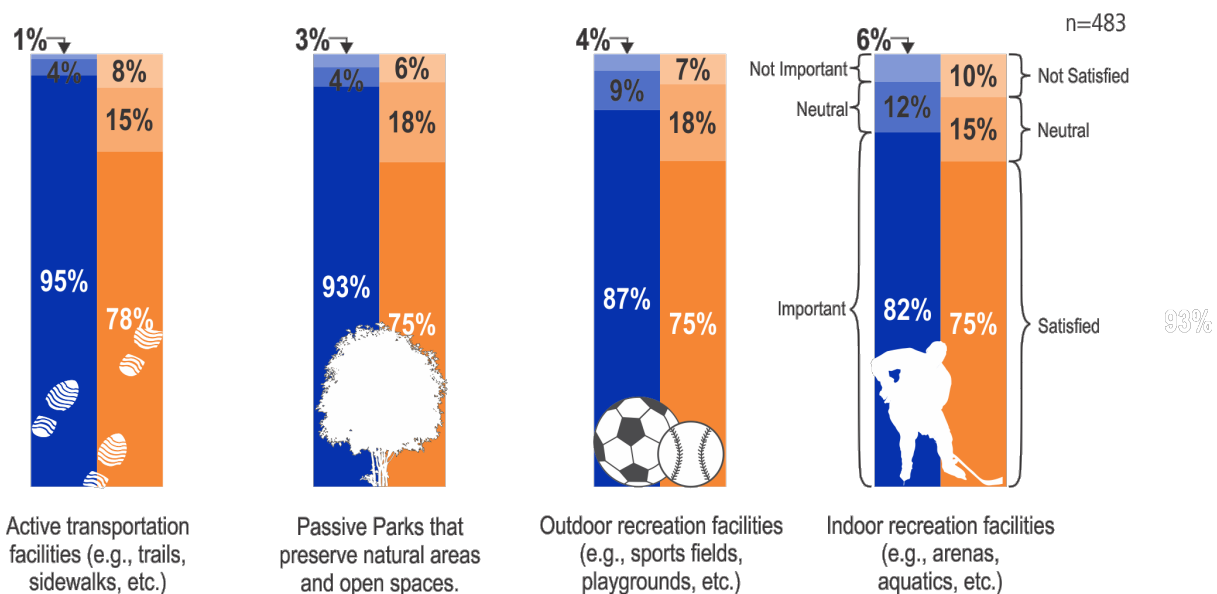 n=483
1%
4%
95%
8%
15%
78%
3%
4%
93%
6%
18%
75%
4%
9%
87%
7%
18%
75%
6%
12%
82%
10%
15%
75%
Not Important
Neutral
Important
Not Satisfied
Neutral
Satisfied
93%
Active transportation
facilities (e.g., trails,
sidewalks, etc.)
Passive Parks that
preserve natural areas
and open spaces.
Outdoor recreation facilities
(e.g., sports fields,
playgrounds, etc.)
Indoor recreation facilities
(e.g., arenas,
aquatics, etc.)